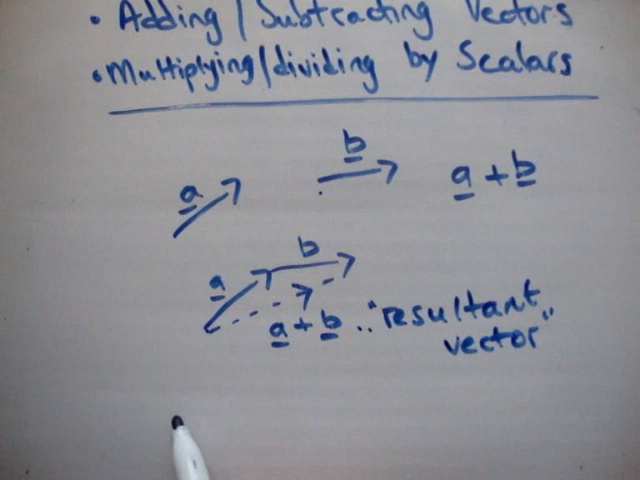 • Adding / Subtracting Vectors
• Multiplying/dividing by Scalars
a
b
a + b
a
b
a + b .. "resultant
vector"